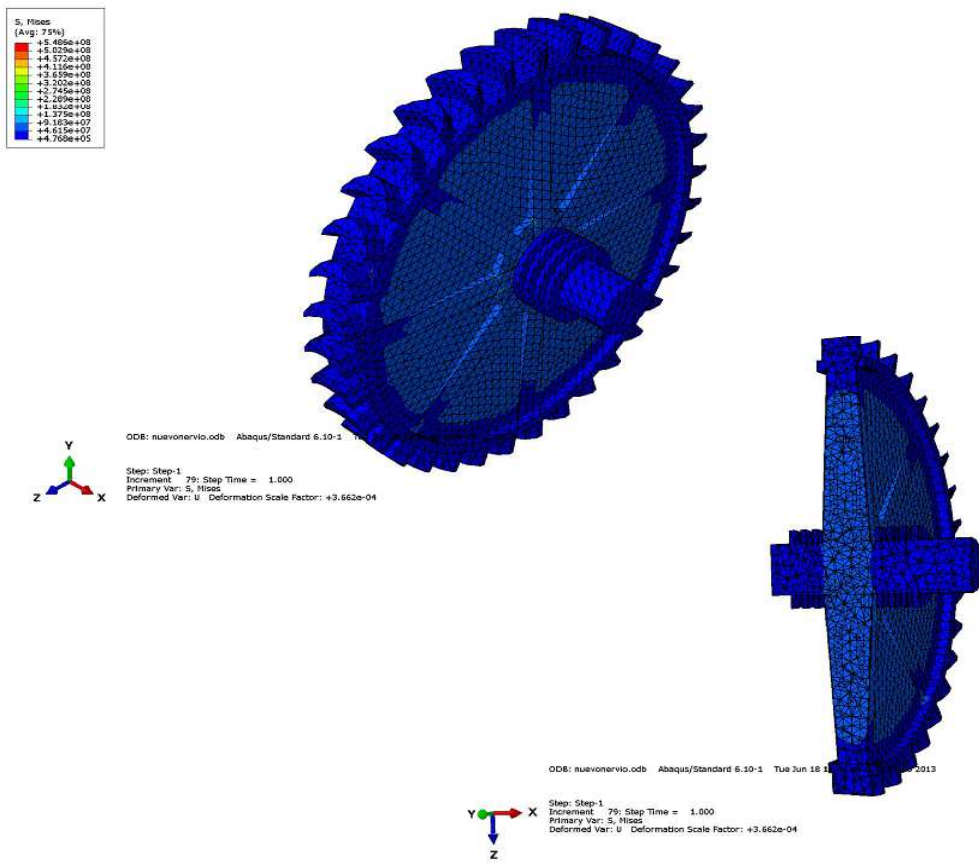 S, Mises
(Avg: 75%)
+5.486e+08
+5.029e+08
+4.572e+08
+4.116e+08
+3.659e+08
+3.202e+08
+2.745e+08
+2.289e+08
+1.832e+08
+1.375e+08
+9.183e+07
+4.615e+07
+4.768e+05
ODB: nuevonervio.odb Abaqus/Standard 6.10-1
Y
Z
X
Step: Step-1
Increment 79: Step Time = 1.000
Primary Var: S, Mises
Deformed Var: U Deformation Scale Factor: +3.662e-04
ODB: nuevonervio.odb Abaqus/Standard 6.10-1 Tue Jun 18 2013
Y
X
Z
Step: Step-1
Increment 79: Step Time = 1.000
Primary Var: S, Mises
Deformed Var: U Deformation Scale Factor: +3.662e-04